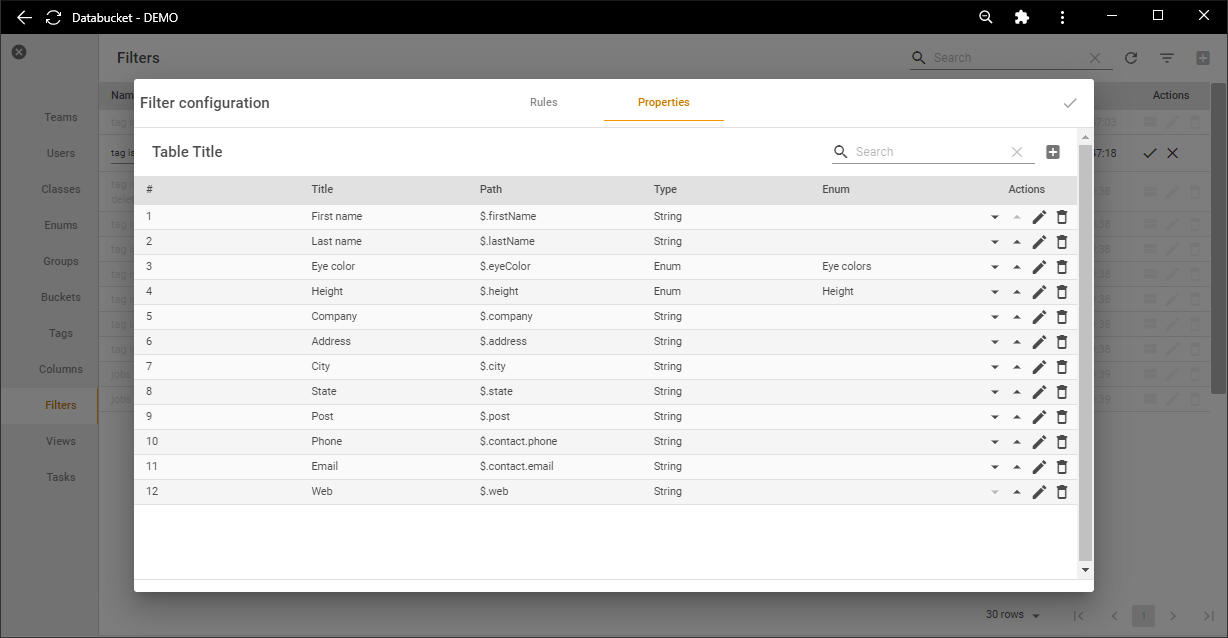 Databucket - DEMO
Filters
Search
Nam
Actions
Teams
Users
Classes
Enums
Groups
Buckets
Tags
Columns
Filters
Views
Tasks
tag is
47:18
Filter configuration
Rules
Properties
Table Title
Search
# Title Path Type Enum Actions
1 First name $.firstName String
2 Last name $.lastName String
3 Eye color $.eyeColor Enum Eye colors
4 Height $.height Enum Height
5 Company $.company String
6 Address $.address String
7 City $.city String
8 State $.state String
9 Post $.post String
10 Phone $.contact.phone String
11 Email $.contact.email String
12 Web $.web String
30 rows
1